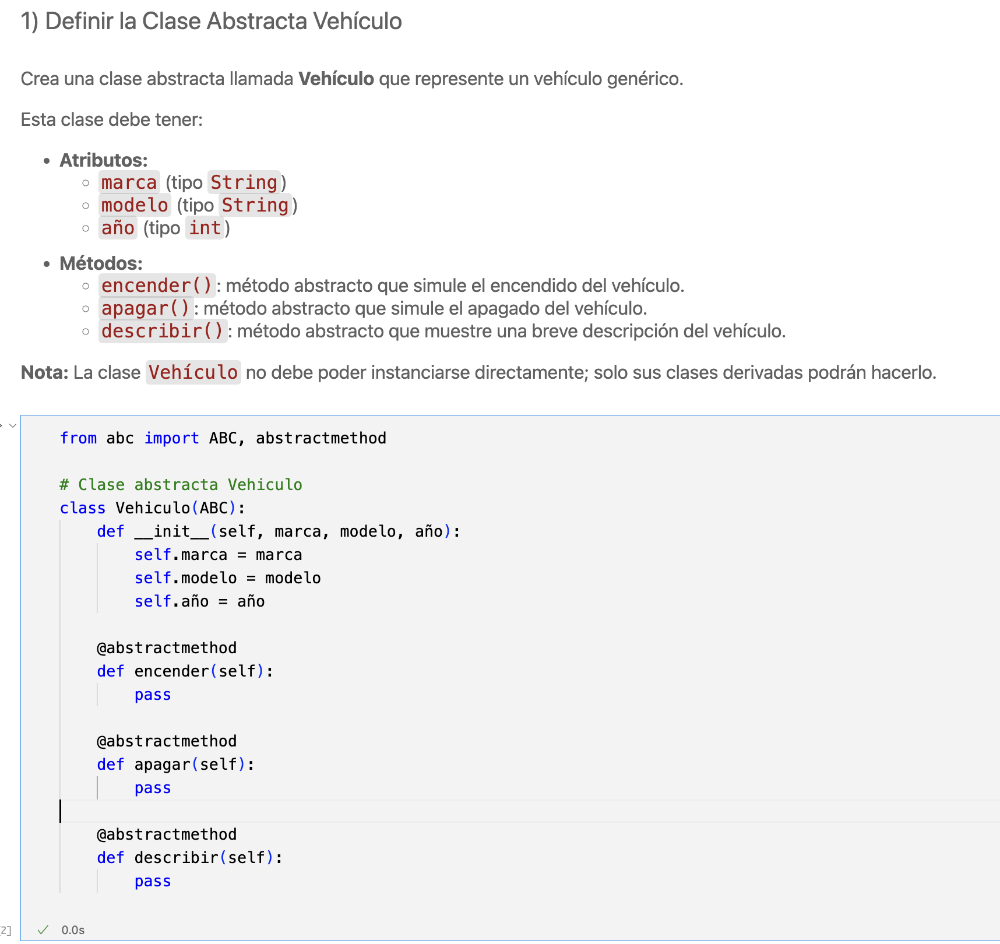 1) Definir la Clase Abstracta Vehículo
Crea una clase abstracta llamada Vehículo que represente un vehículo genérico.
Esta clase debe tener:
• Atributos:
◦ marca (tipo String)
◦ modelo (tipo String)
◦ año (tipo int)
• Métodos:
◦ encender(): método abstracto que simule el encendido del vehículo.
◦ apagar(): método abstracto que simule el apagado del vehículo.
◦ describir(): método abstracto que muestre una breve descripción del vehículo.
Nota: La clase Vehículo no debe poder instanciarse directamente; solo sus clases derivadas podrán hacerlo.
from abc import ABC, abstractmethod
# Clase abstracta Vehiculo
class Vehiculo(ABC):
    def __init__(self, marca, modelo, año):
        self.marca = marca
        self.modelo = modelo
        self.año = año
    @abstractmethod
    def encender(self):
        pass
    @abstractmethod
    def apagar(self):
        pass
    @abstractmethod
    def describir(self):
        pass
2] ✓ 0.0s